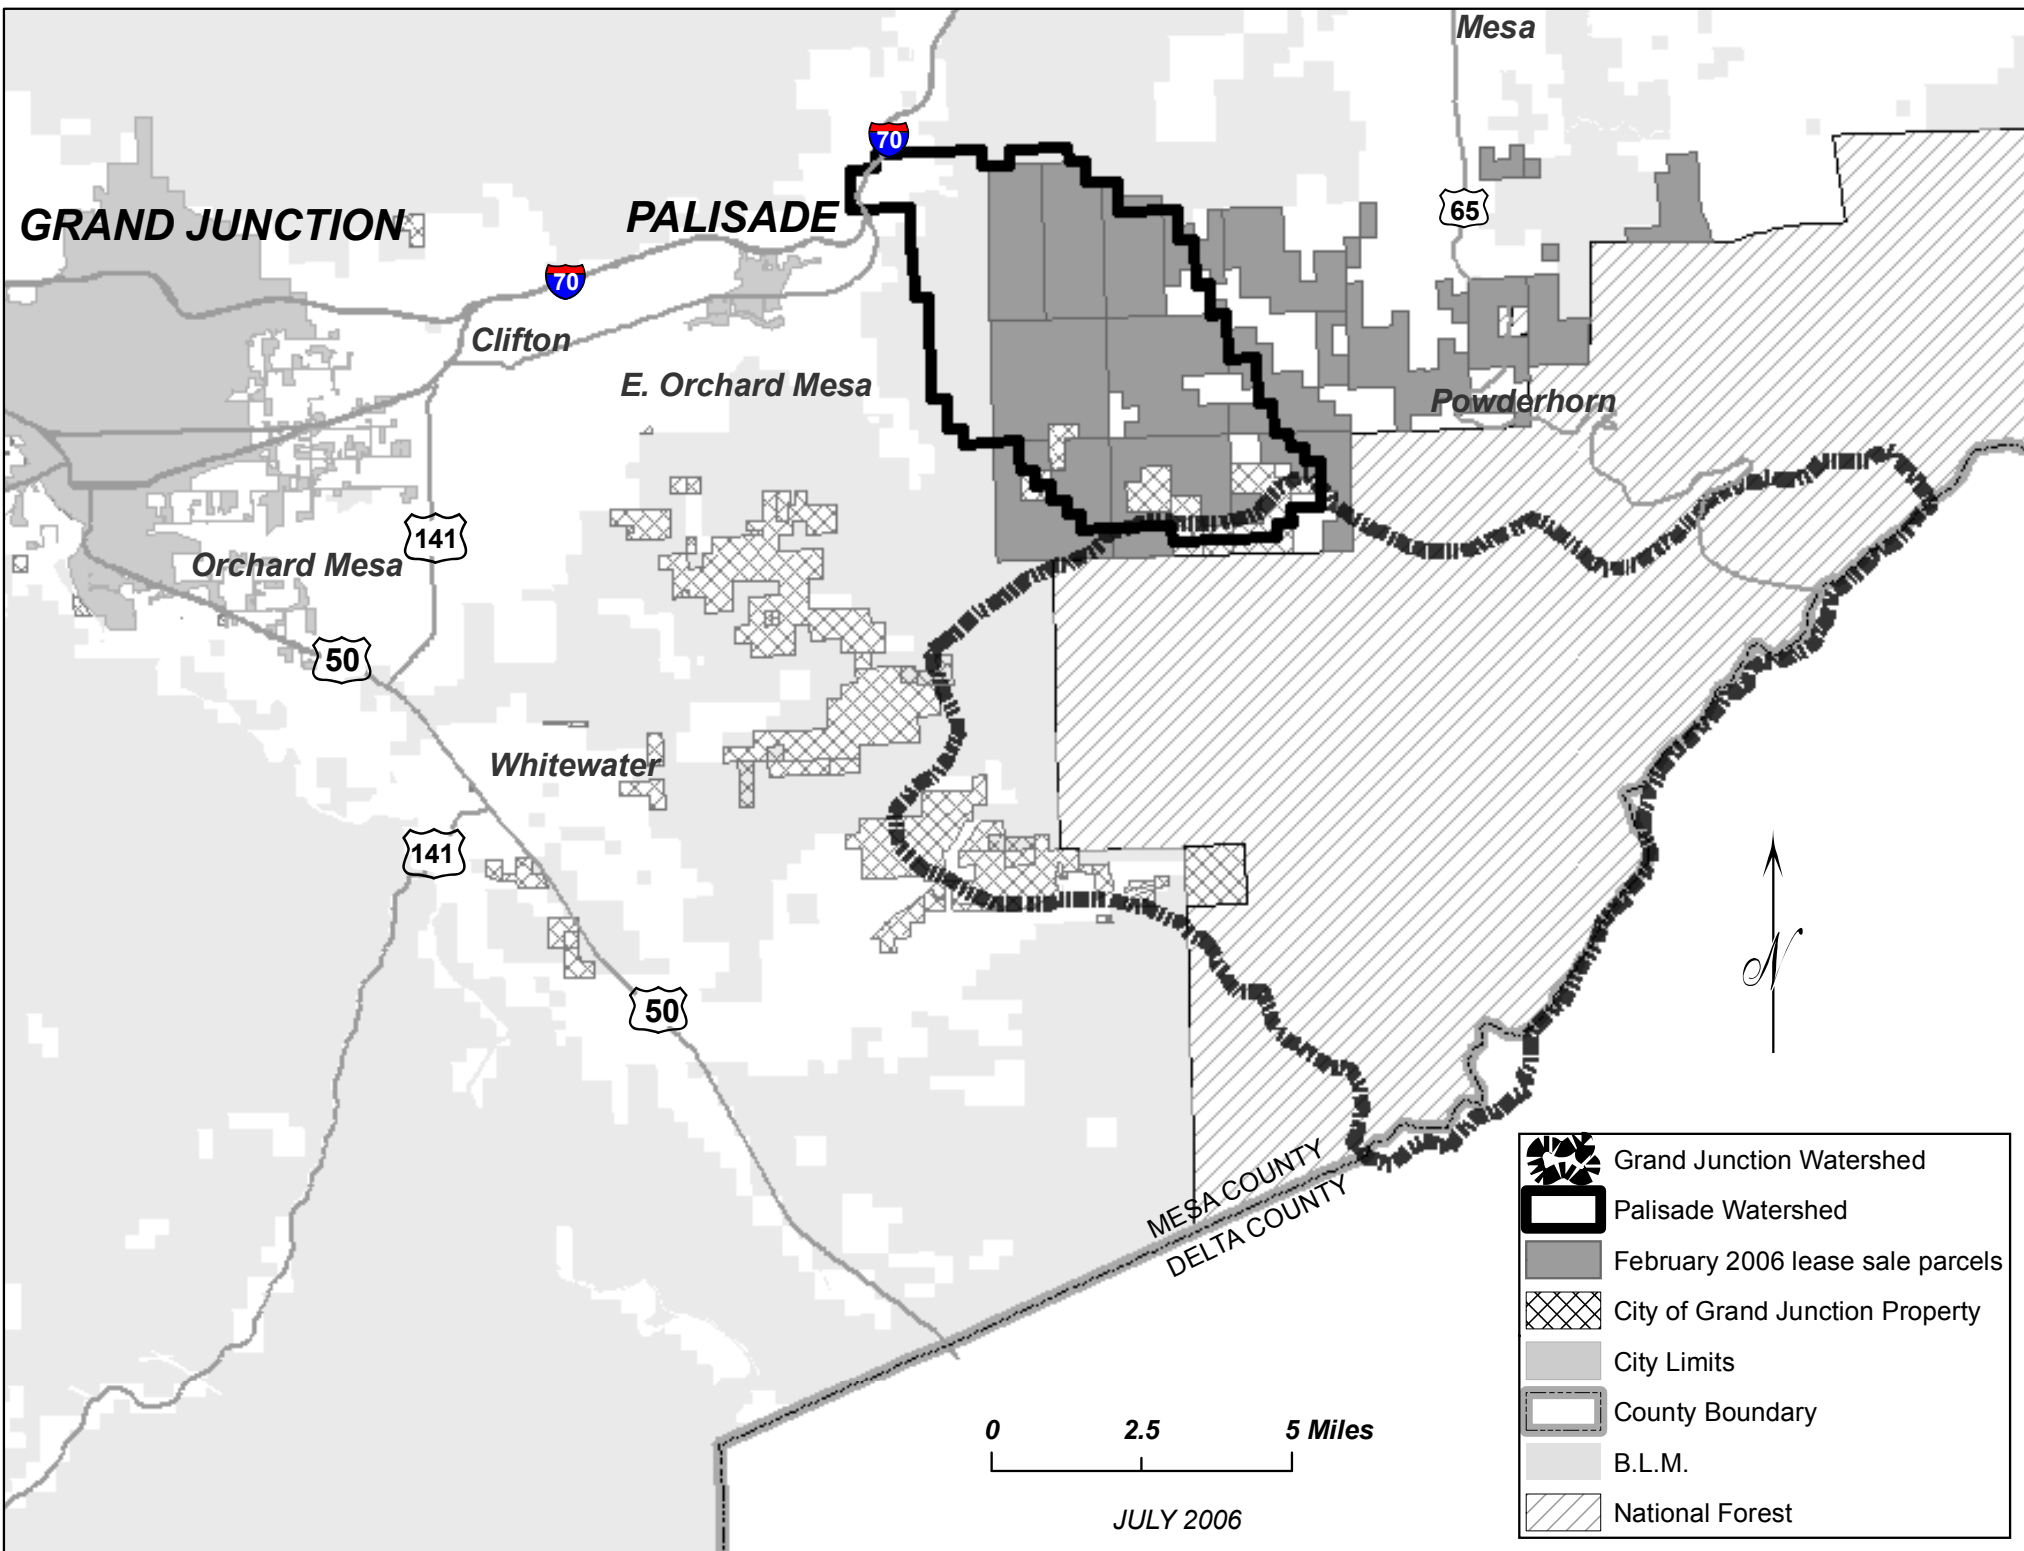 Mesa
70
65
GRAND JUNCTION
PALISADE
70
Clifton
E. Orchard Mesa
Powderhorn
141
Orchard Mesa
50
Whitewater
141
N
50
MESA COUNTY
DELTA COUNTY
Grand Junction Watershed
Palisade Watershed
February 2006 lease sale parcels
City of Grand Junction Property
City Limits
County Boundary
B.L.M.
National Forest
0 2.5 5 Miles
JULY 2006